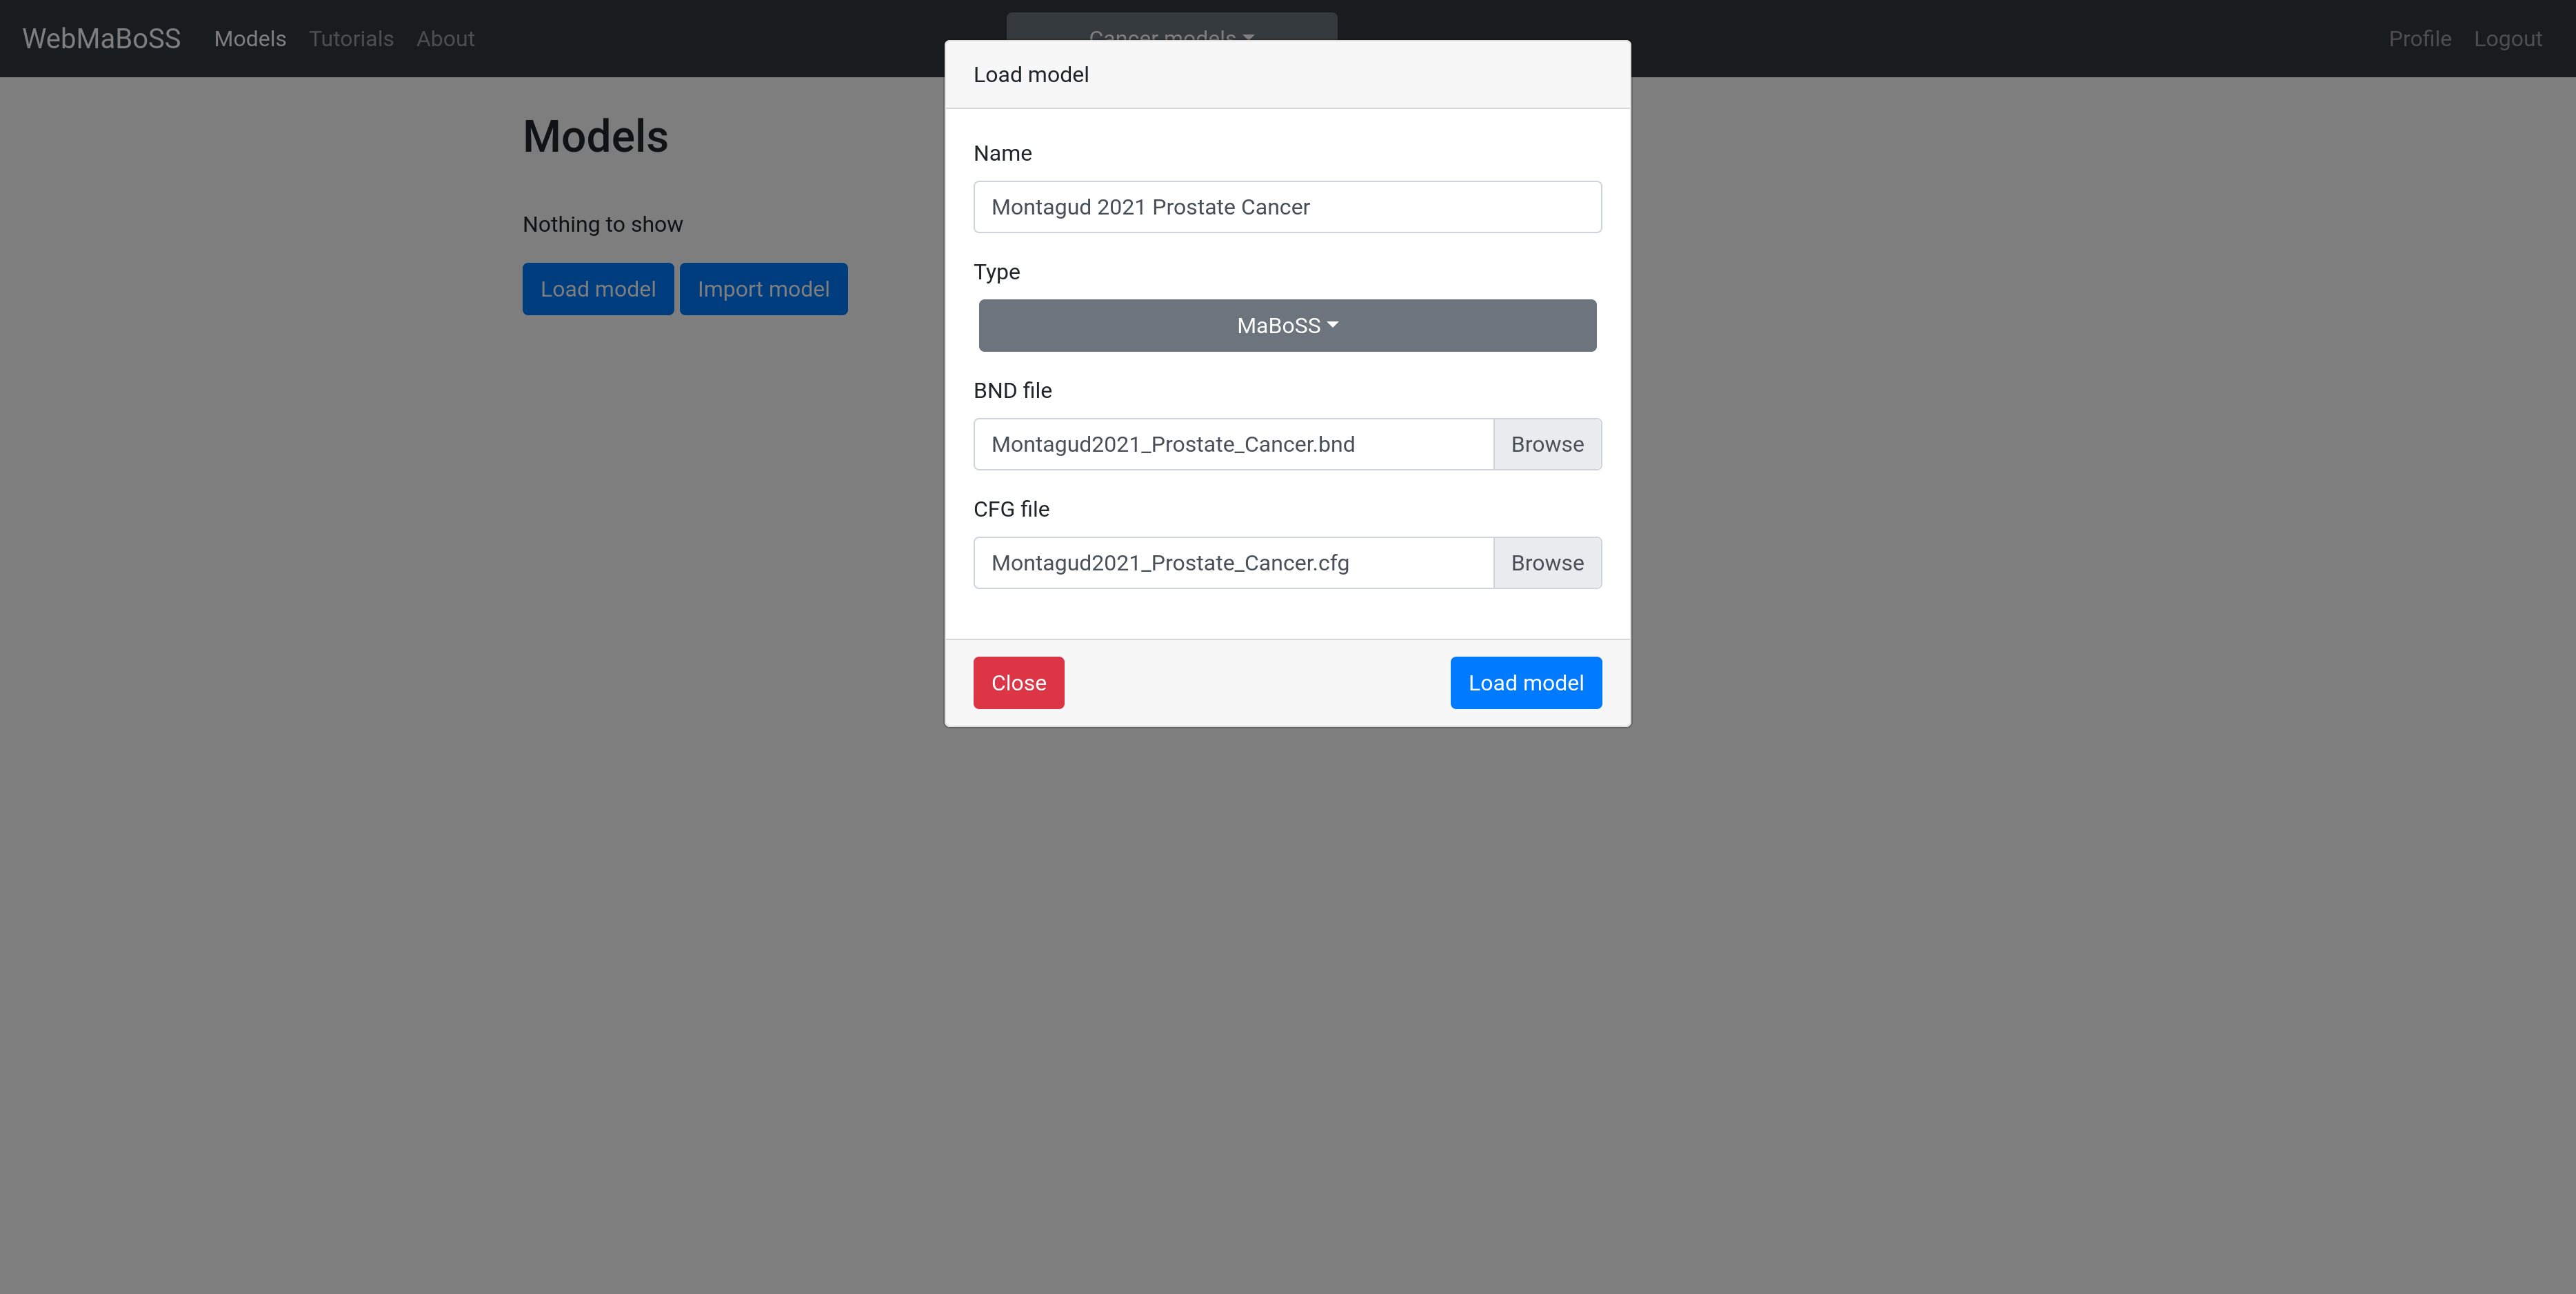 WebMaBoSS Models Tutorials About Cancer models Profile Logout
Load model
Models
Name
Montagud 2021 Prostate Cancer
Nothing to show
Type
Load model Import model
MaBoSS
BND file
Montagud2021_Prostate_Cancer.bnd Browse
CFG file
Montagud2021_Prostate_Cancer.cfg Browse
Close Load model